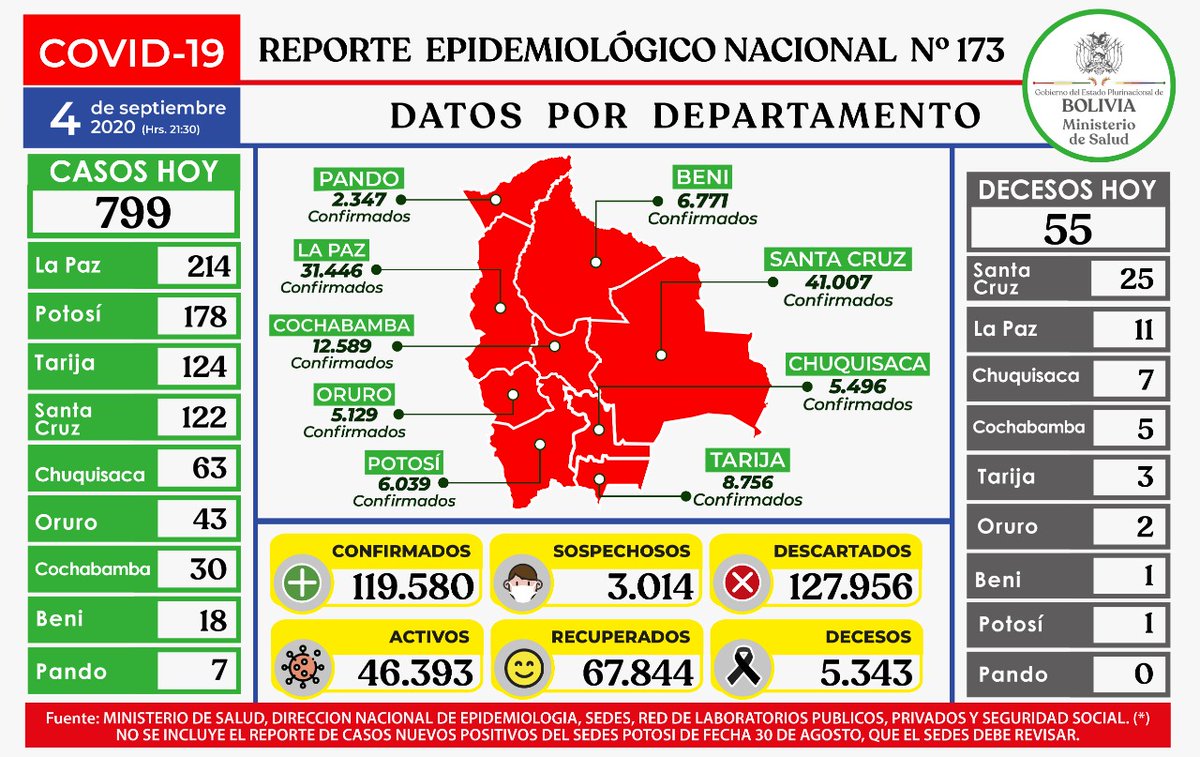 COVID-19
REPORTE EPIDEMIOLÓGICO NACIONAL Nº 173
4 de septiembre
2020 (Hrs. 21:30)
DATOS POR DEPARTAMENTO
Gobierno del Estado Plurinacional de
BOLIVIA
Ministerio
de Salud
CASOS HOY
799
La Paz 214
Potosí 178
Tarija 124
Santa
Cruz 122
Chuquisaca 63
Oruro 43
Cochabamba 30
Beni 18
Pando 7
PANDO
2.347
Confirmados
BENI
6.771
Confirmados
LA PAZ
31.446
Confirmados
SANTA CRUZ
41.007
Confirmados
COCHABAMBA
12.589
Confirmados
CHUQUISACA
5.496
Confirmados
ORURO
5.129
Confirmados
POTOSÍ
6.039
Confirmados
TARIJA
8.756
Confirmados
CONFIRMADOS
119.580
SOSPECHOSOS
3.014
DESCARTADOS
127.956
ACTIVOS
46.393
RECUPERADOS
67.844
DECESOS
5.343
DECESOS HOY
55
Santa
Cruz 25
La Paz 11
Chuquisaca 7
Cochabamba 5
Tarija 3
Oruro 2
Beni 1
Potosí 1
Pando 0
Fuente: MINISTERIO DE SALUD, DIRECCION NACIONAL DE EPIDEMIOLOGIA, SEDES, RED DE LABORATORIOS PUBLICOS, PRIVADOS Y SEGURIDAD SOCIAL. (*)
NO SE INCLUYE EL REPORTE DE CASOS NUEVOS POSITIVOS DEL SEDES POTOSI DE FECHA 30 DE AGOSTO, QUE EL SEDES DEBE REVISAR.